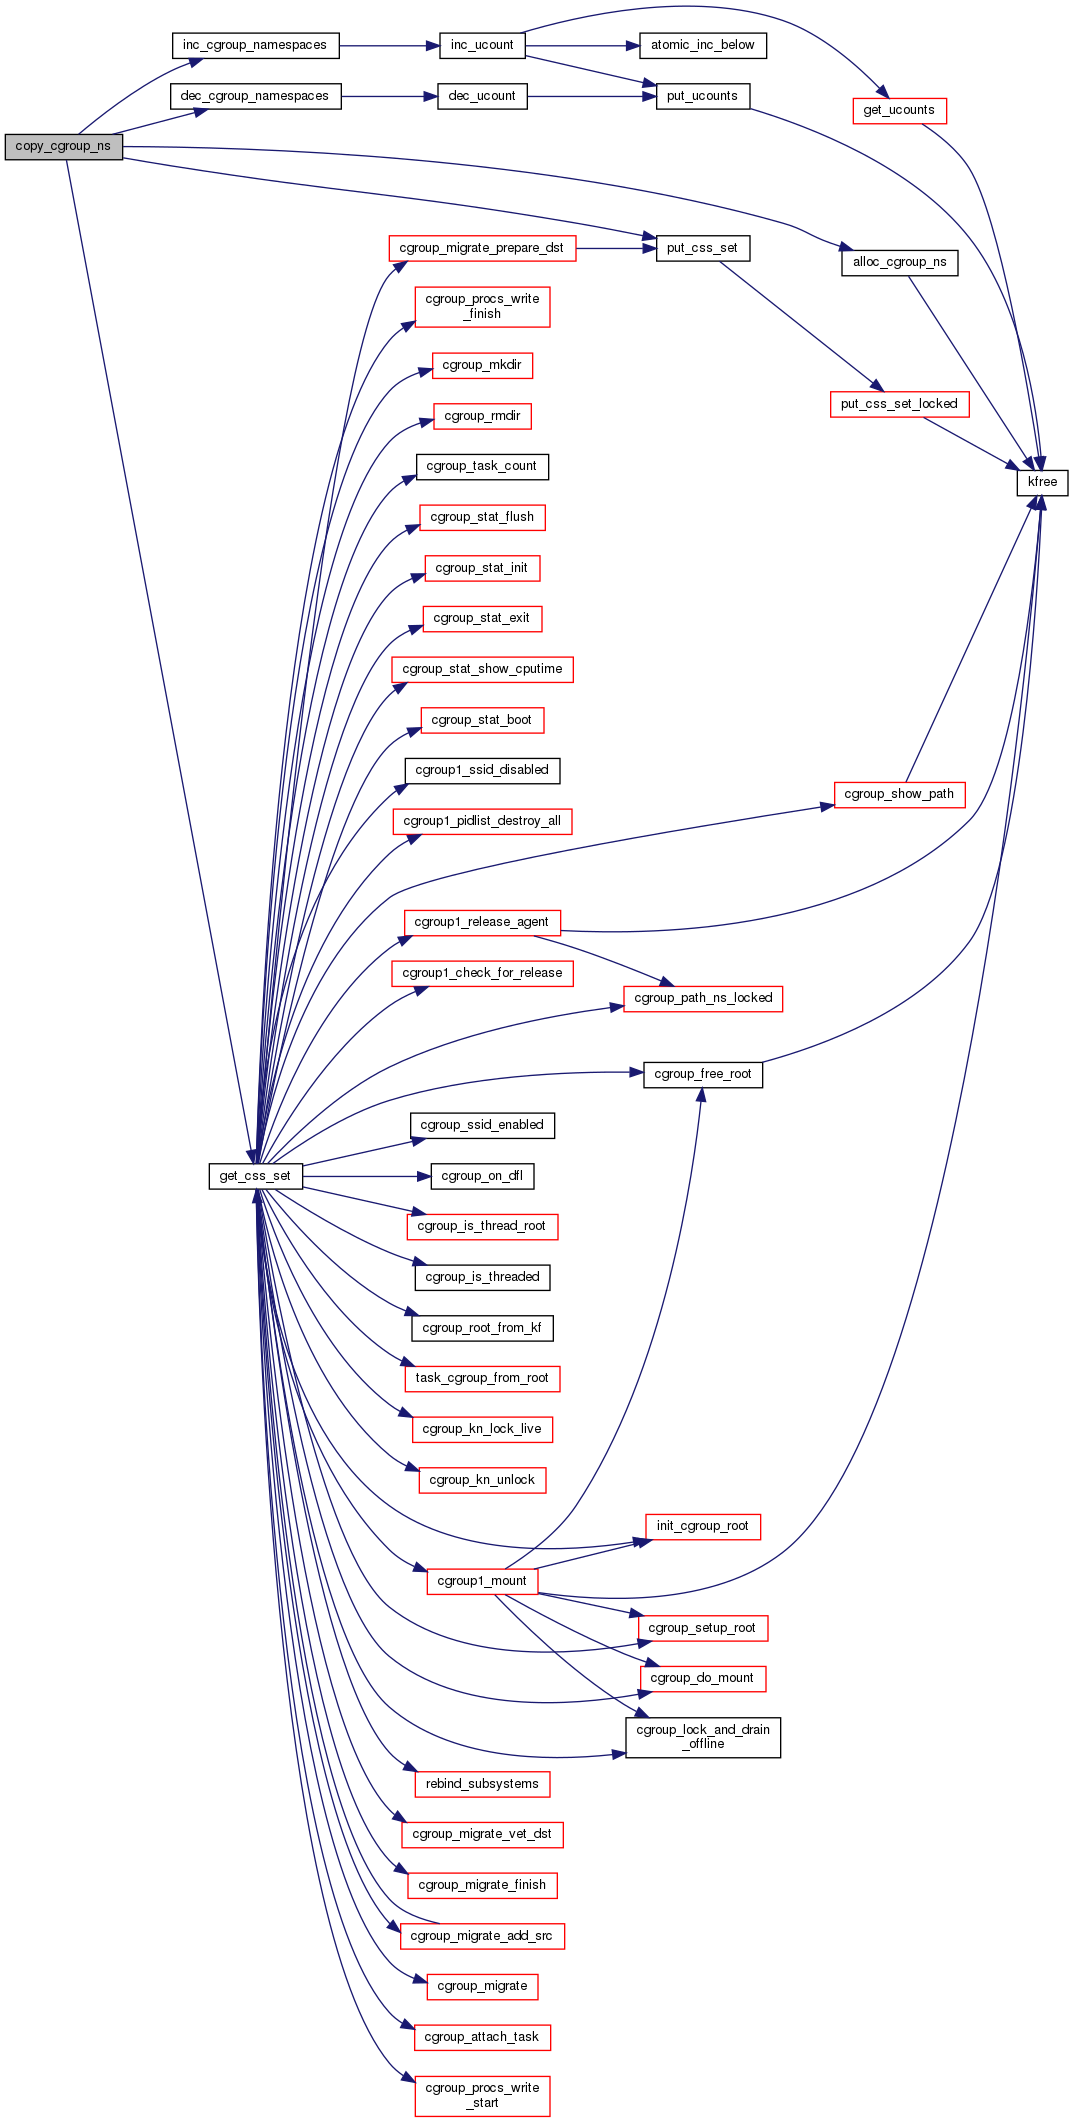 inc_cgroup_namespaces
inc_ucount
atomic_inc_below
dec_cgroup_namespaces
dec_ucount
put_ucounts
get_ucounts
copy_cgroup_ns
cgroup_migrate_prepare_dst
put_css_set
alloc_cgroup_ns
cgroup_procs_write
_finish
cgroup_mkdir
put_css_set_locked
cgroup_rmdir
cgroup_task_count
kfree
cgroup_stat_flush
cgroup_stat_init
cgroup_stat_exit
cgroup_stat_show_cputime
cgroup_stat_boot
cgroup1_ssid_disabled
cgroup_show_path
cgroup1_pidlist_destroy_all
cgroup1_release_agent
cgroup1_check_for_release
cgroup_path_ns_locked
cgroup_free_root
cgroup_ssid_enabled
get_css_set
cgroup_on_dfl
cgroup_is_thread_root
cgroup_is_threaded
cgroup_root_from_kf
task_cgroup_from_root
cgroup_kn_lock_live
cgroup_kn_unlock
init_cgroup_root
cgroup1_mount
cgroup_setup_root
cgroup_do_mount
cgroup_lock_and_drain
_offline
rebind_subsystems
cgroup_migrate_vet_dst
cgroup_migrate_finish
cgroup_migrate_add_src
cgroup_migrate
cgroup_attach_task
cgroup_procs_write
_start